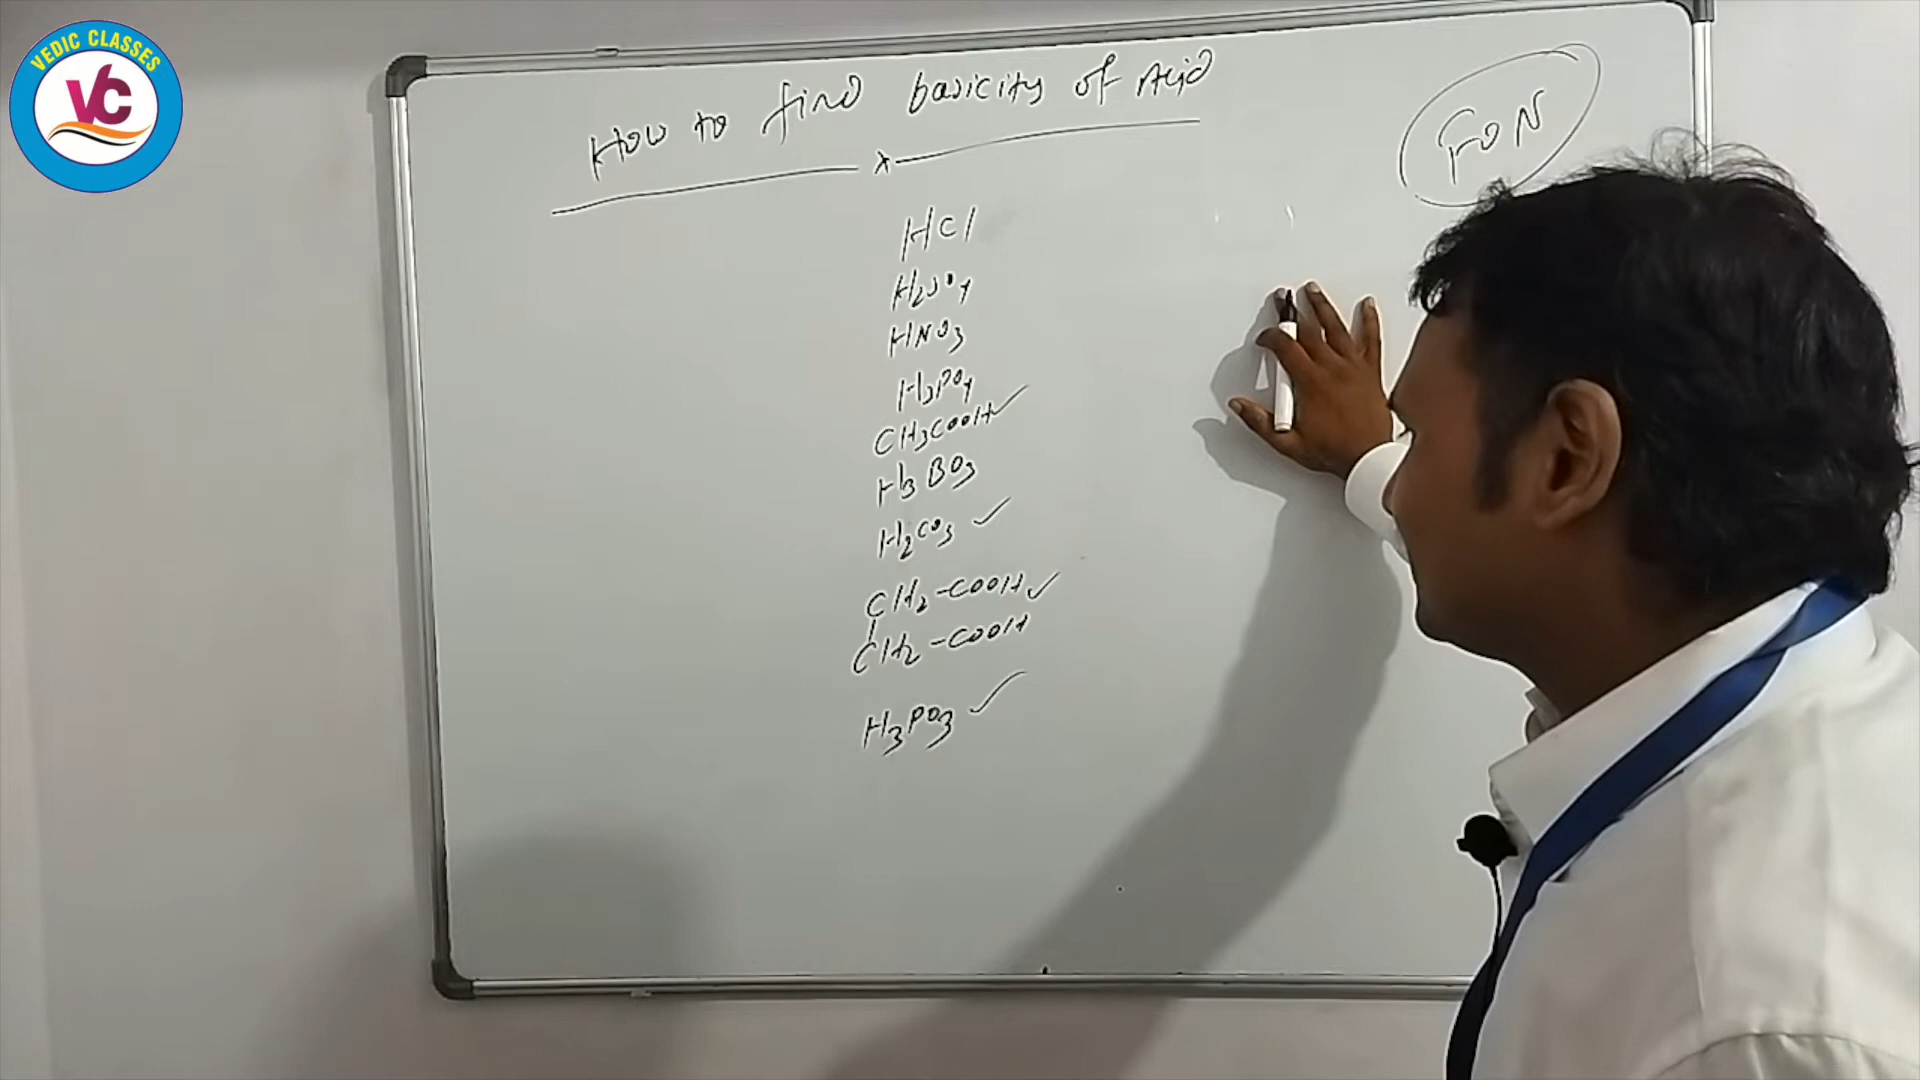 VEDIC CLASSES
VC
How to find basicity of Acid
x
FON
HCl
H2SO4
HNO3
H3PO4
CH3COOH ✓
H3BO3
H2CO3 ✓
CH2-COOH ✓
CH2-COOH
H3PO3 ✓